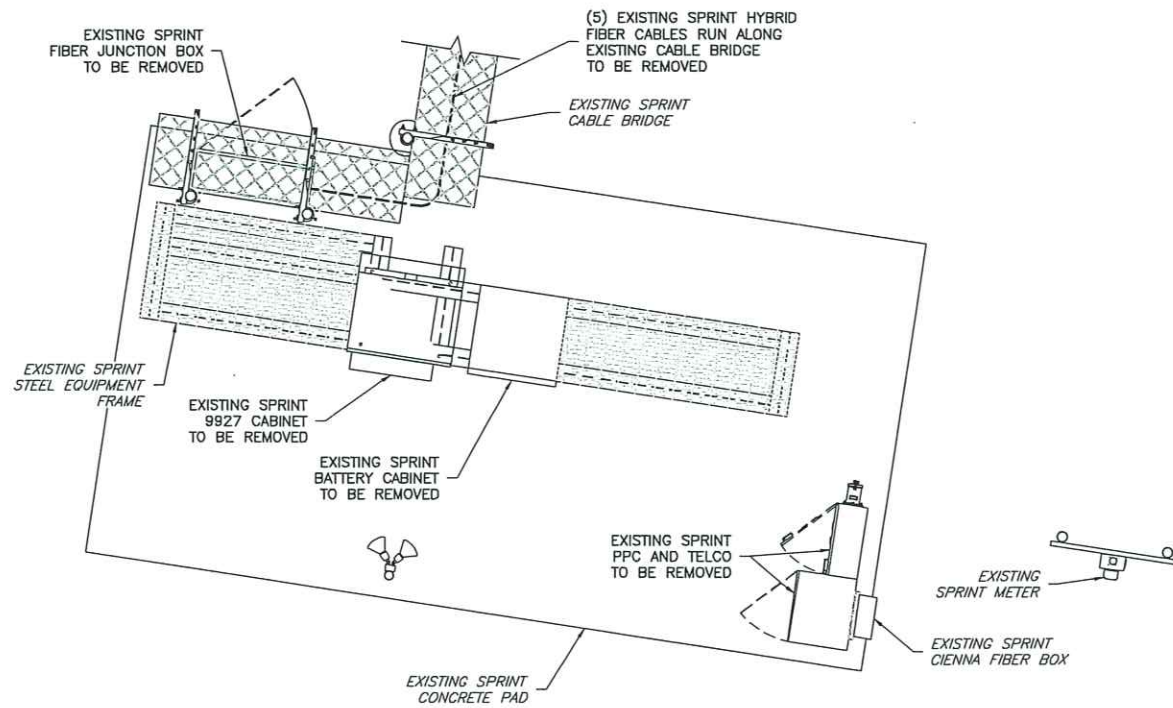 EXISTING SPRINT
FIBER JUNCTION BOX
TO BE REMOVED
(5) EXISTING SPRINT HYBRID
FIBER CABLES RUN ALONG
EXISTING CABLE BRIDGE
TO BE REMOVED
EXISTING SPRINT
CABLE BRIDGE
EXISTING SPRINT
STEEL EQUIPMENT
FRAME
EXISTING SPRINT
9927 CABINET
TO BE REMOVED
EXISTING SPRINT
BATTERY CABINET
TO BE REMOVED
EXISTING SPRINT
PPC AND TELCO
TO BE REMOVED
EXISTING
SPRINT METER
EXISTING SPRINT
CIENNA FIBER BOX
EXISTING SPRINT
CONCRETE PAD